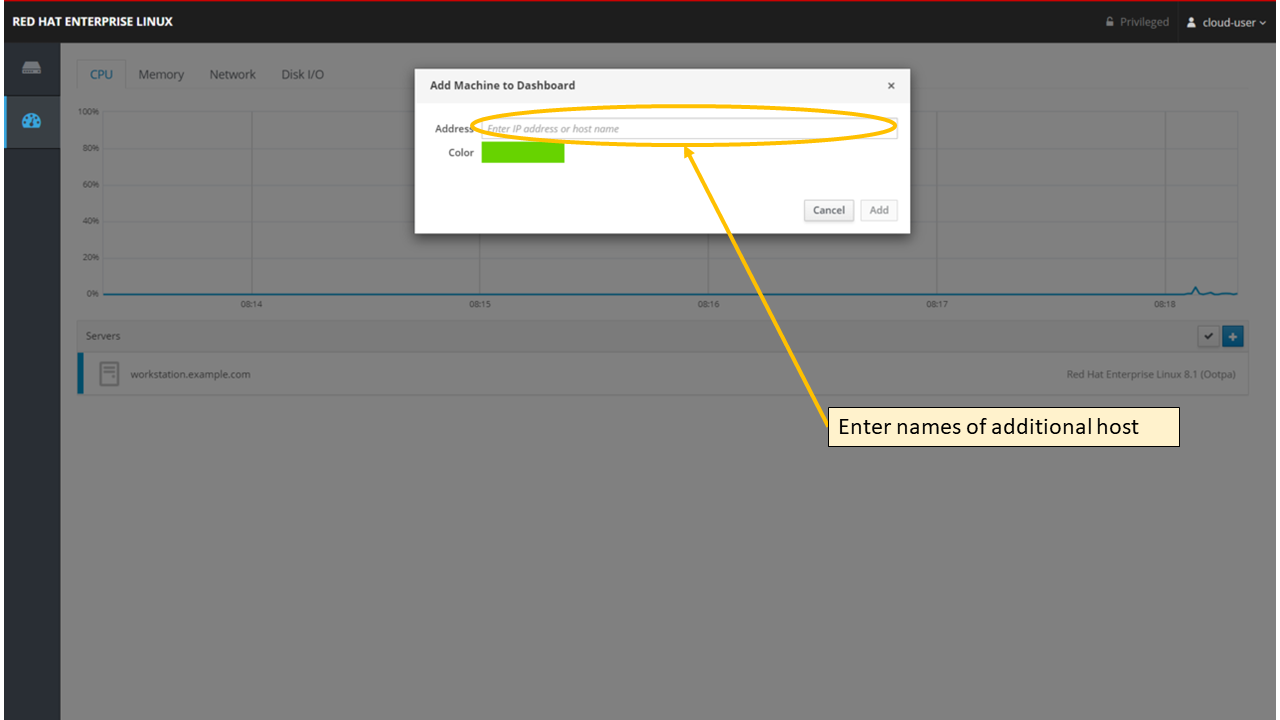 RED HAT ENTERPRISE LINUX
Privileged
cloud-user
CPU Memory Network Disk I/O
Add Machine to Dashboard
×
Address Enter IP address or host name
Color
Cancel Add
100%
80%
60%
40%
20%
0%
08:14 08:15 08:16 08:17 08:18
Servers
workstation.example.com
Red Hat Enterprise Linux 8.1 (Ootpa)
Enter names of additional host